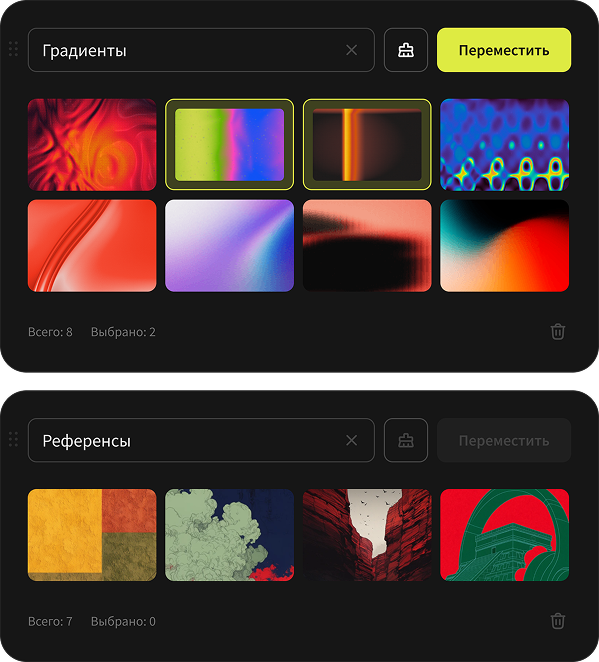 Градиенты
Переместить
Всего: 8 Выбрано: 2
Референсы
Переместить
Всего: 7 Выбрано: 0